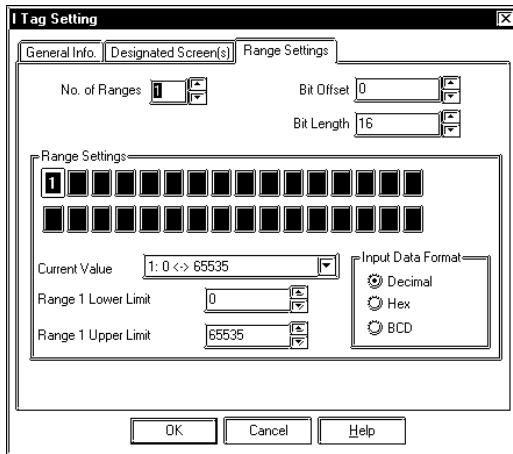 I Tag Setting
General Info. Designated Screen(s) Range Settings
No. of Ranges 1 Bit Offset 0
Bit Length 16
Range Settings
1
Current Value 1: 0 <-> 65535 Input Data Format
Decimal
Range 1 Lower Limit 0 Hex
Range 1 Upper Limit 65535 BCD
OK Cancel Help